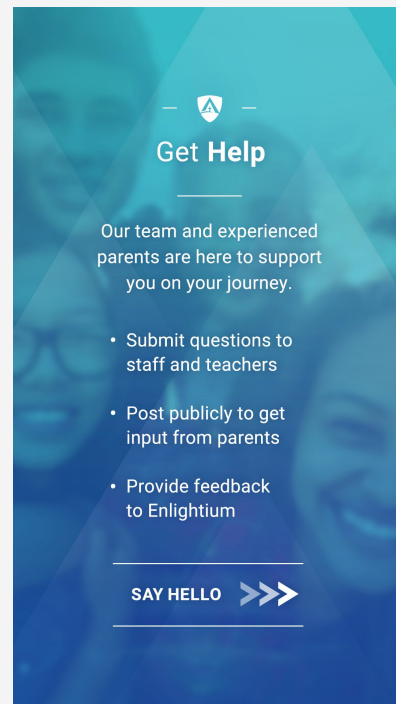 Get Help
Our team and experienced
parents are here to support
you on your journey.
• Submit questions to
staff and teachers
• Post publicly to get
input from parents
• Provide feedback
to Enlightium
SAY HELLO